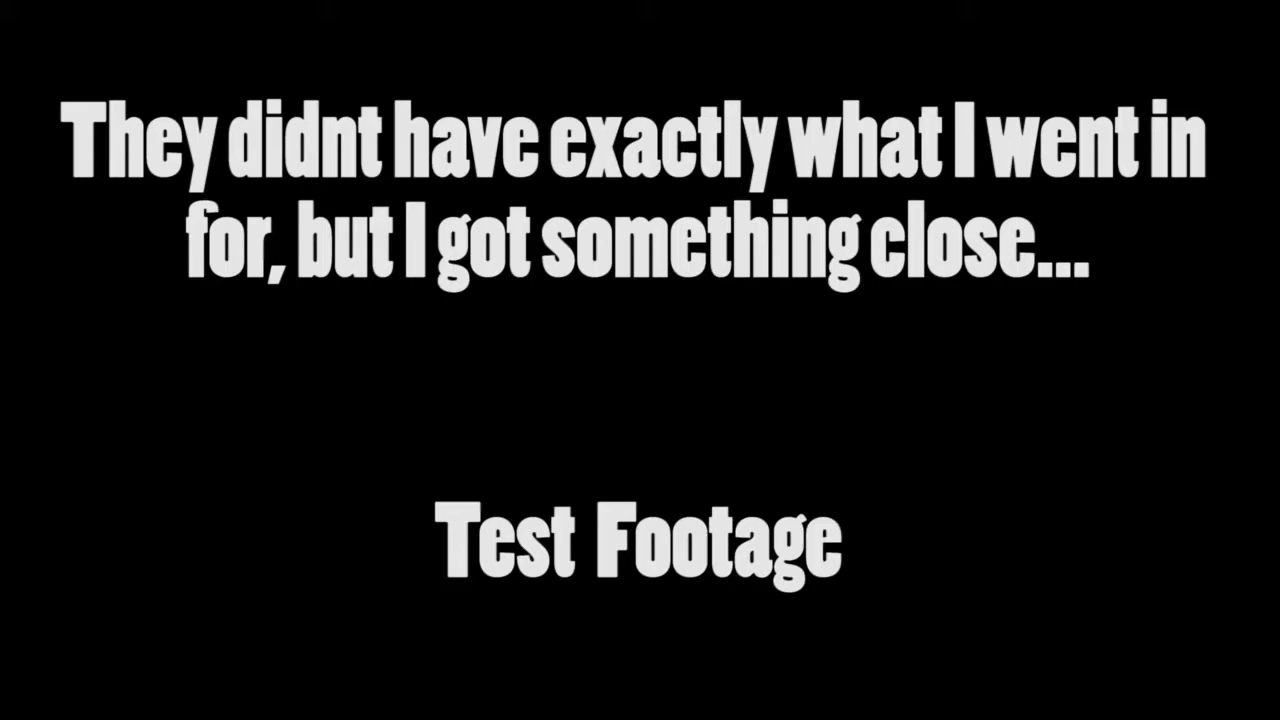 They didnt have exactly what I went in
for, but I got something close...
Test Footage